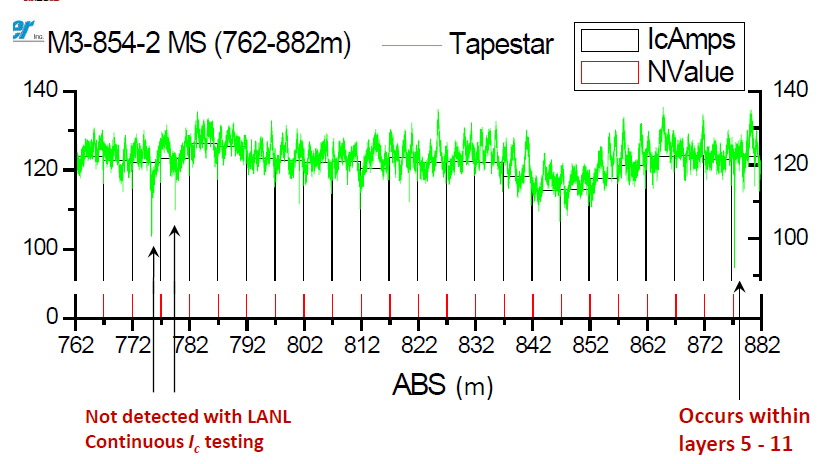 er Inc.
M3-854-2 MS (762-882m) Tapestar
IcAmps
NValue
140 140
120 120
100 100
0
762 772 782 792 802 812 822 832 842 852 862 872 882
ABS (m)
Not detected with LANL
Continuous Ic testing
Occurs within
layers 5 - 11